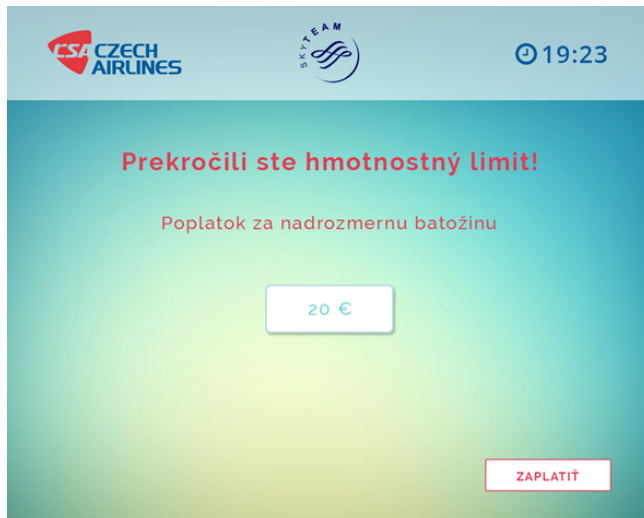 CSA CZECH AIRLINES
SKYTEAM
19:23
Prekročili ste hmotnostný limit!
Poplatok za nadrozmernu batožinu
20 €
ZAPLATIŤ